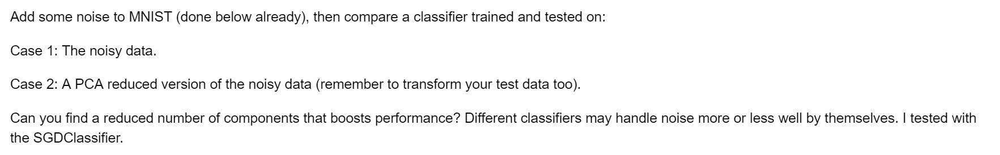 Add some noise to MNIST (done below already), then compare a classifier trained and tested on:
Case 1: The noisy data.
Case 2: A PCA reduced version of the noisy data (remember to transform your test data too).
Can you find a reduced number of components that boosts performance? Different classifiers may handle noise more or less well by themselves. I tested with
the SGDClassifier.